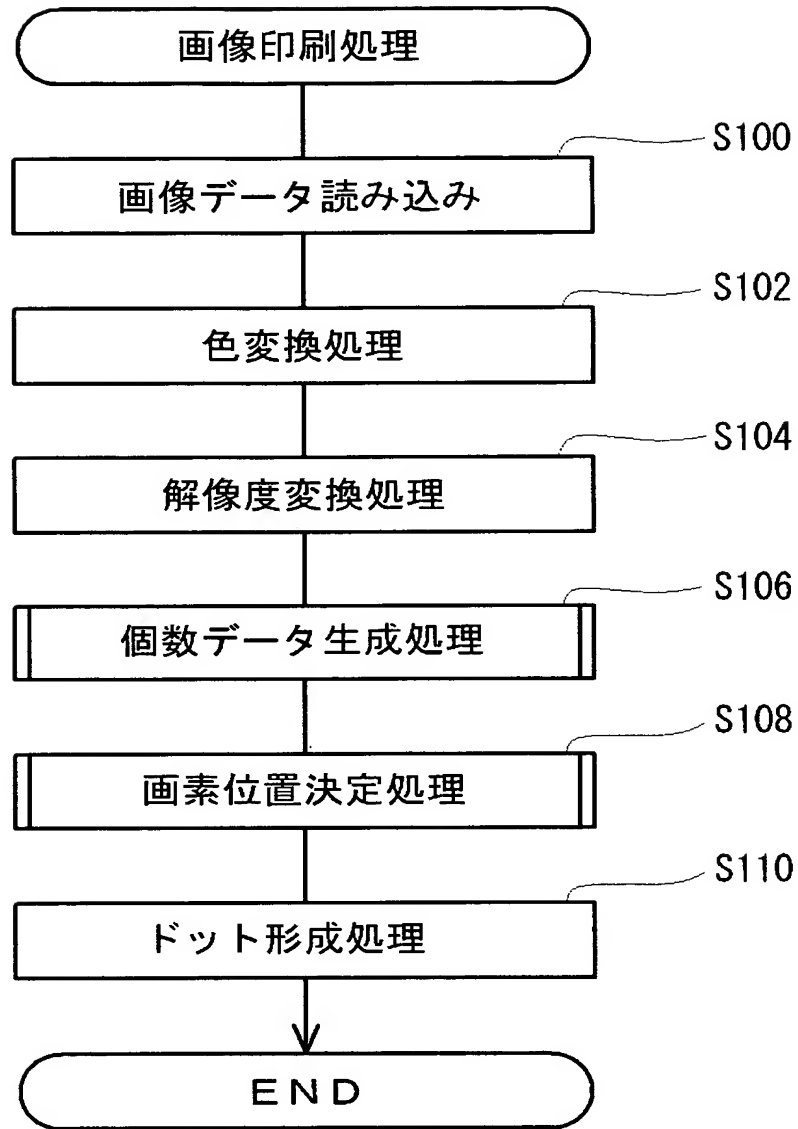 画像印刷処理
S100
画像データ読み込み
S102
色変換処理
S104
解像度変換処理
S106
個数データ生成処理
S108
画素位置決定処理
S110
ドット形成処理
END